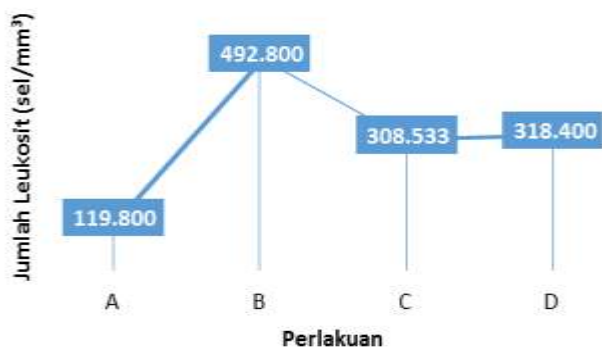 Jumlah Leukosit (sel/mm³)
492.800
308.533
318.400
119.800
A B C D
Perlakuan